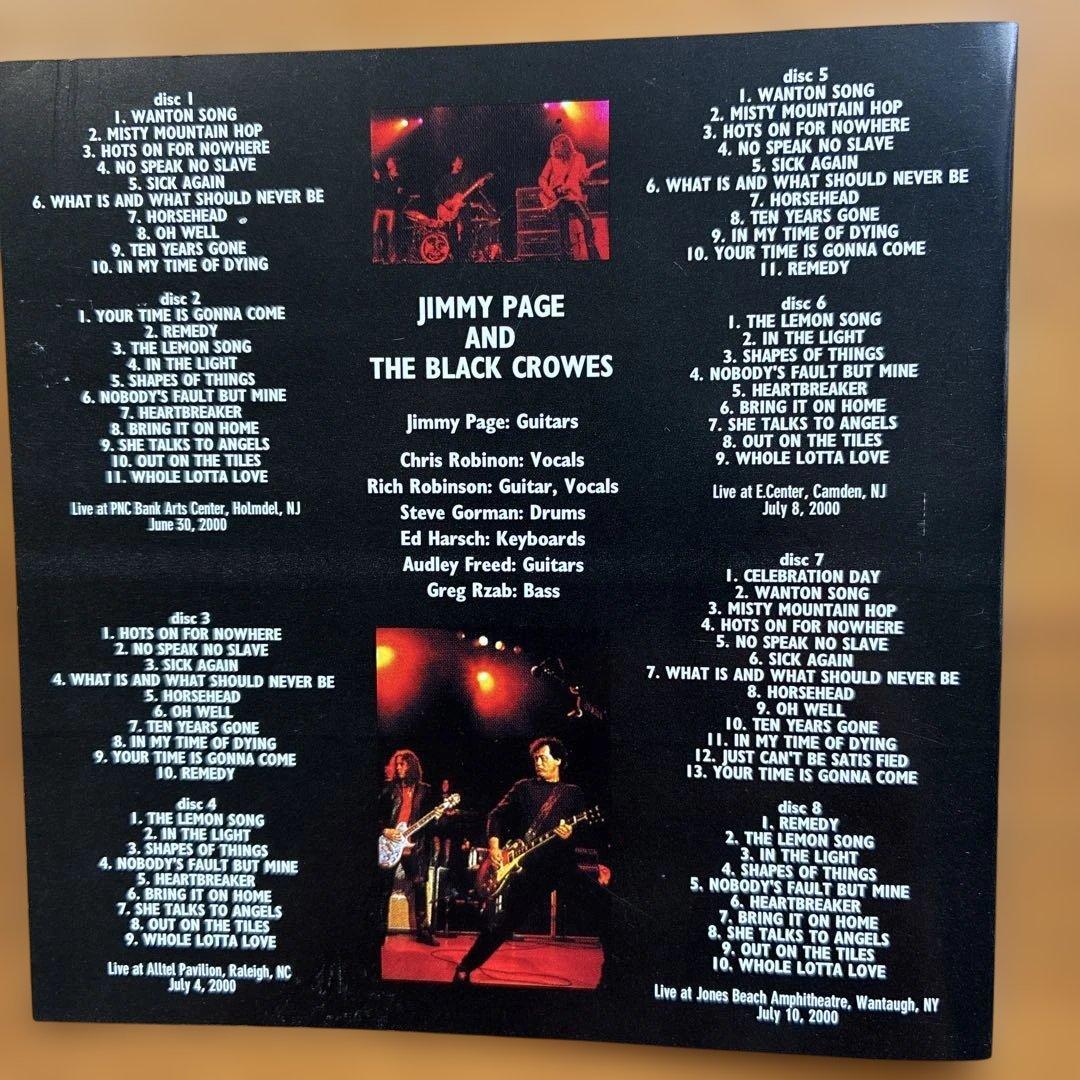 disc 1
1. WANTON SONG
2. MISTY MOUNTAIN HOP
3. HOTS ON FOR NOWHERE
4. NO SPEAK NO SLAVE
5. SICK AGAIN
6. WHAT IS AND WHAT SHOULD NEVER BE
7. HORSEHEAD
8. OH WELL
9. TEN YEARS GONE
10. IN MY TIME OF DYING
disc 2
1. YOUR TIME IS GONNA COME
2. REMEDY
3. THE LEMON SONG
4. IN THE LIGHT
5. SHAPES OF THINGS
6. NOBODY'S FAULT BUT MINE
7. HEARTBREAKER
8. BRING IT ON HOME
9. SHE TALKS TO ANGELS
10. OUT ON THE TILES
11. WHOLE LOTTA LOVE
Live at PNC Bank Arts Center, Holmdel, NJ
June 30, 2000
disc 3
1. HOTS ON FOR NOWHERE
2. NO SPEAK NO SLAVE
3. SICK AGAIN
4. WHAT IS AND WHAT SHOULD NEVER BE
5. HORSEHEAD
6. OH WELL
7. TEN YEARS GONE
8. IN MY TIME OF DYING
9. YOUR TIME IS GONNA COME
10. REMEDY
disc 4
1. THE LEMON SONG
2. IN THE LIGHT
3. SHAPES OF THINGS
4. NOBODY'S FAULT BUT MINE
5. HEARTBREAKER
6. BRING IT ON HOME
7. SHE TALKS TO ANGELS
8. OUT ON THE TILES
9. WHOLE LOTTA LOVE
Live at Alltel Pavilion, Raleigh, NC
July 4, 2000
JIMMY PAGE
AND
THE BLACK CROWES
Jimmy Page: Guitars
Chris Robinon: Vocals
Rich Robinson: Guitar, Vocals
Steve Gorman: Drums
Ed Harsch: Keyboards
Audley Freed: Guitars
Greg Rzab: Bass
disc 5
1. WANTON SONG
2. MISTY MOUNTAIN HOP
3. HOTS ON FOR NOWHERE
4. NO SPEAK NO SLAVE
5. SICK AGAIN
6. WHAT IS AND WHAT SHOULD NEVER BE
7. HORSEHEAD
8. TEN YEARS GONE
9. IN MY TIME OF DYING
10. YOUR TIME IS GONNA COME
11. REMEDY
disc 6
1. THE LEMON SONG
2. IN THE LIGHT
3. SHAPES OF THINGS
4. NOBODY'S FAULT BUT MINE
5. HEARTBREAKER
6. BRING IT ON HOME
7. SHE TALKS TO ANGELS
8. OUT ON THE TILES
9. WHOLE LOTTA LOVE
Live at E.Center, Camden, NJ
July 8, 2000
disc 7
1. CELEBRATION DAY
2. WANTON SONG
3. MISTY MOUNTAIN HOP
4. HOTS ON FOR NOWHERE
5. NO SPEAK NO SLAVE
6. SICK AGAIN
7. WHAT IS AND WHAT SHOULD NEVER BE
8. HORSEHEAD
9. OH WELL
10. TEN YEARS GONE
11. IN MY TIME OF DYING
12. JUST CAN'T BE SATIS FIED
13. YOUR TIME IS GONNA COME
disc 8
1. REMEDY
2. THE LEMON SONG
3. IN THE LIGHT
4. SHAPES OF THINGS
5. NOBODY'S FAULT BUT MINE
6. HEARTBREAKER
7. BRING IT ON HOME
8. SHE TALKS TO ANGELS
9. OUT ON THE TILES
10. WHOLE LOTTA LOVE
Live at Jones Beach Amphitheatre, Wantaugh, NY
July 10, 2000